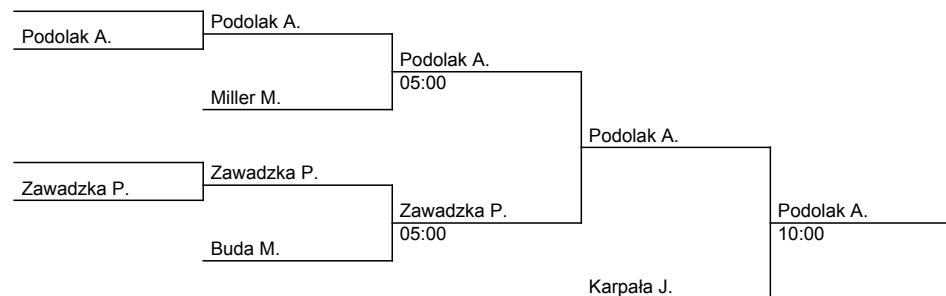 Podolak A.
Podolak A.
Podolak A.
05:00
Miller M.
Podolak A.
Zawadzka P.
Zawadzka P.
Zawadzka P.
05:00
Podolak A.
10:00
Buda M.
Karpała J.